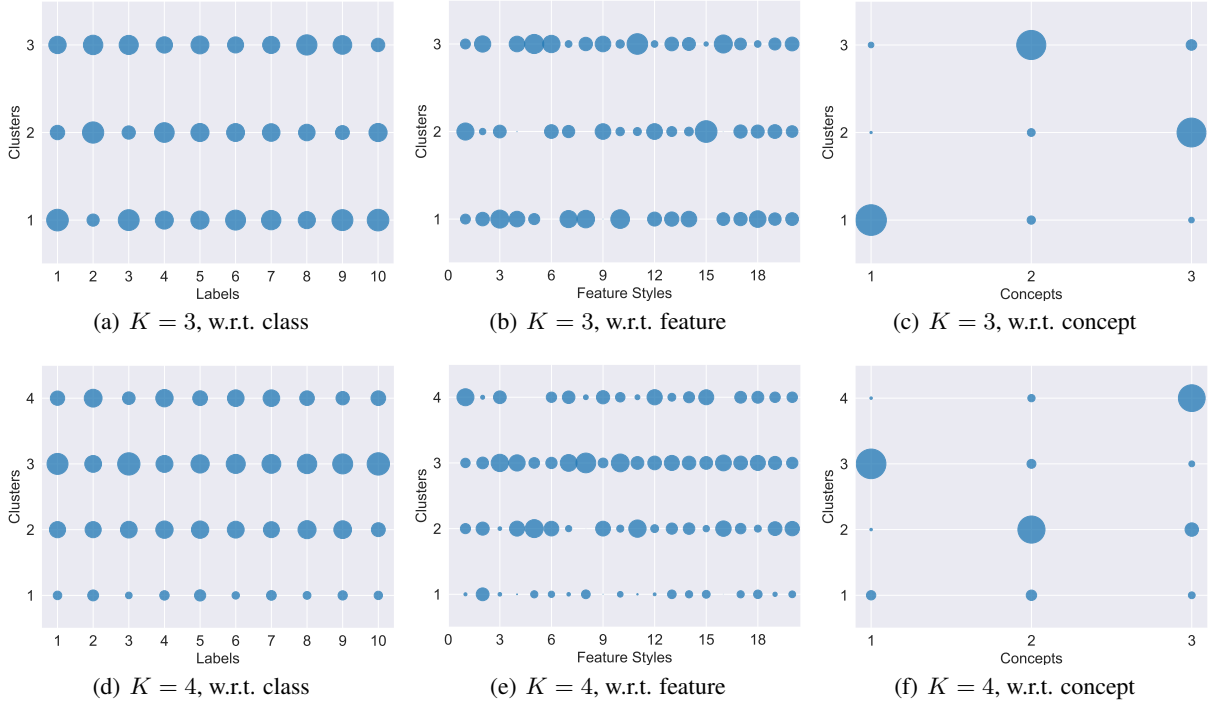 3
2
1
Clusters
1 2 3 4 5 6 7 8 9 10
Labels
(a) K = 3, w.r.t. class
3
2
1
Clusters
0 3 6 9 12 15 18
Feature Styles
(b) K = 3, w.r.t. feature
3
2
1
Clusters
1 2 3
Concepts
(c) K = 3, w.r.t. concept
4
3
2
1
Clusters
1 2 3 4 5 6 7 8 9 10
Labels
(d) K = 4, w.r.t. class
4
3
2
1
Clusters
0 3 6 9 12 15 18
Feature Styles
(e) K = 4, w.r.t. feature
4
3
2
1
Clusters
1 2 3
Concepts
(f) K = 4, w.r.t. concept